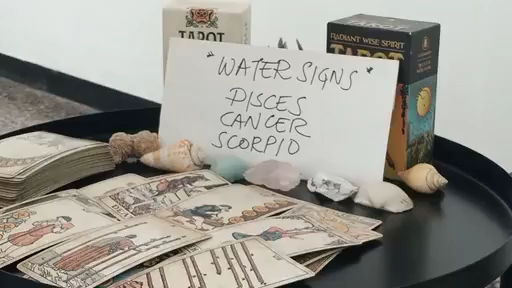 TAROT
RADIANT WISE SPIRIT
TAROT
"WATER SIGNS"
PISCES
CANCER
SCORPIO